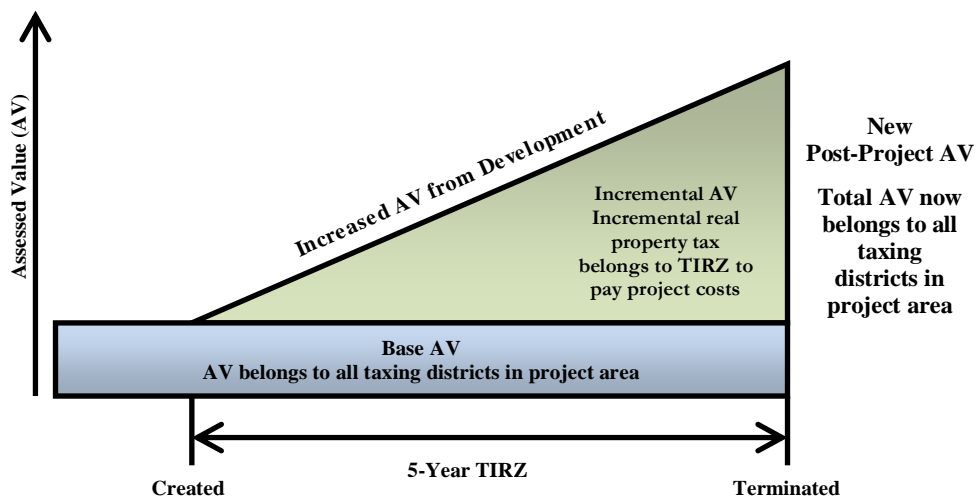 Assessed Value (AV)
Increased AV from Development
Incremental AV
Incremental real
property tax
belongs to TIRZ to
pay project costs
New
Post-Project AV
Total AV now
belongs to all
taxing
districts in
project area
Base AV
AV belongs to all taxing districts in project area
5-Year TIRZ
Created
Terminated